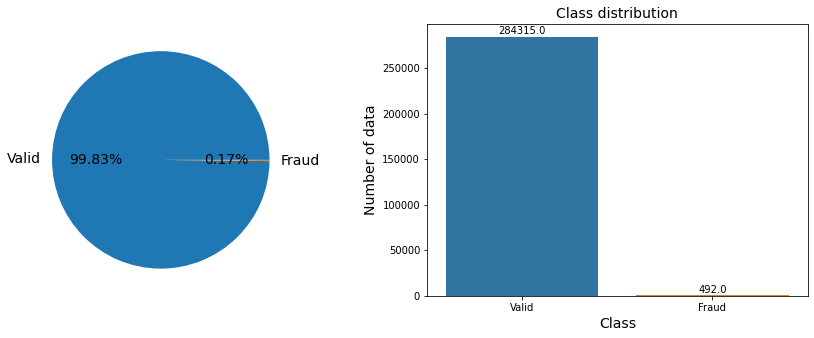 Valid
99.83%
0.17%
Fraud
Class distribution
284315.0
492.0
Number of data
250000
200000
150000
100000
50000
0
Valid
Fraud
Class